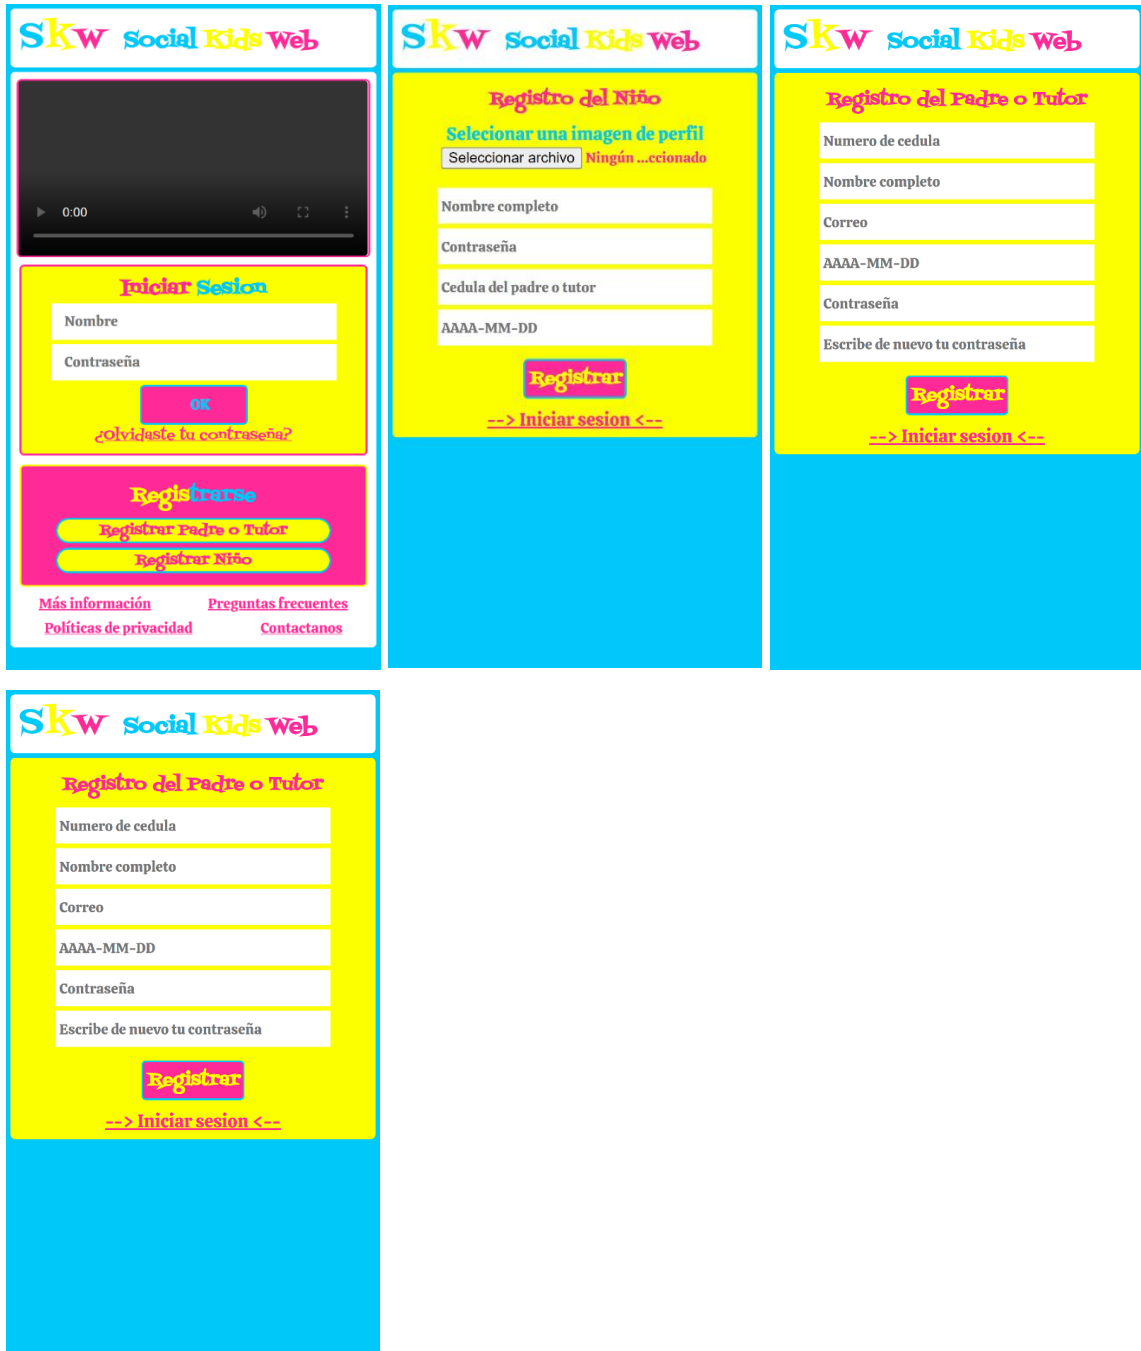 Skw Social Kids Web
0:00
Iniciar Sesion
Nombre
Contraseña
OK
¿Olvidaste tu contraseña?
Registrarse
Registrar Padre o Tutor
Registrar Niño
Más información Preguntas frecuentes
Políticas de privacidad Contactanos
Skw Social Kids Web
Registro del Niño
Selecionar una imagen de perfil
Seleccionar archivo Ningún ...ccionado
Nombre completo
Contraseña
Cedula del padre o tutor
AAAA-MM-DD
Registrar
--> Iniciar sesion <--
Skw Social Kids Web
Registro del Padre o Tutor
Numero de cedula
Nombre completo
Correo
AAAA-MM-DD
Contraseña
Escribe de nuevo tu contraseña
Registrar
--> Iniciar sesion <--
Skw Social Kids Web
Registro del Padre o Tutor
Numero de cedula
Nombre completo
Correo
AAAA-MM-DD
Contraseña
Escribe de nuevo tu contraseña
Registrar
--> Iniciar sesion <--